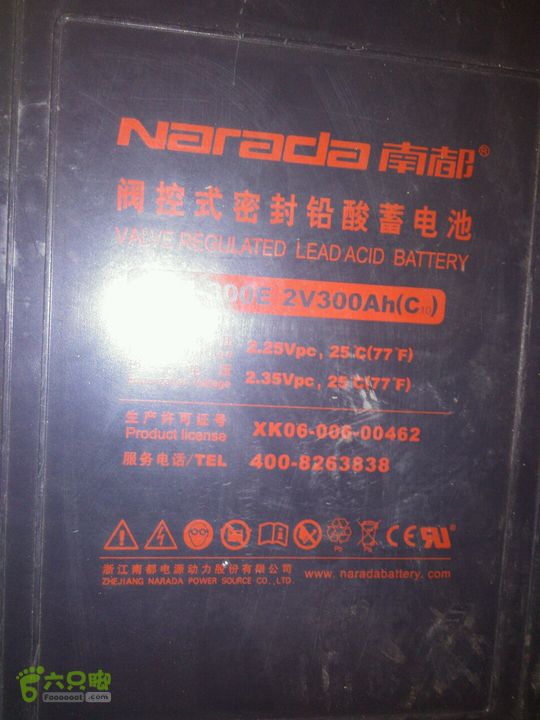 Narada 南都®
阀控式密封铅酸蓄电池
VALVE REGULATED LEAD ACID BATTERY
2V300Ah(C10)
2.25Vpc, 25°C(77°F)
2.35Vpc, 25°C(77°F)
生产许可证号
Product license XK06-006-00462
服务电话/TEL 400-8263838
浙江南都电源动力股份有限公司
ZHEJIANG NARADA POWER SOURCE CO., LTD.
www.naradabattery.com
六只脚
Foooooot.com